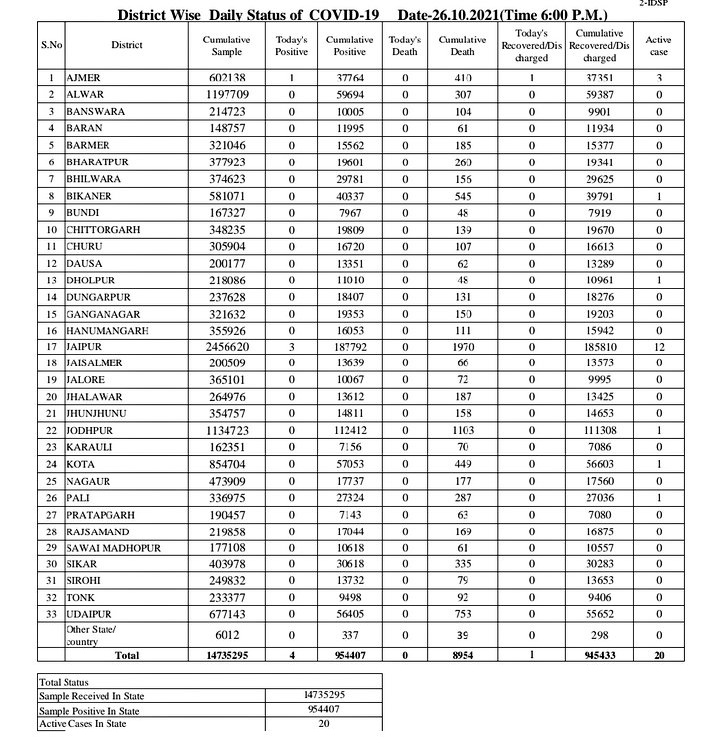 2-IDSP
District Wise Daily Status of COVID-19 Date-26.10.2021(Time 6:00 P.M.)
S.No District Cumulative Sample Today's Positive Cumulative Positive Today's Death Cumulative Death Today's Recovered/Dis charged Cumulative Recovered/Dis charged Active case
1 AJMER 602138 1 37764 0 410 1 37351 3
2 ALWAR 1197709 0 59694 0 307 0 59387 0
3 BANSWARA 214723 0 10005 0 104 0 9901 0
4 BARAN 148757 0 11995 0 61 0 11934 0
5 BARMER 321046 0 15562 0 185 0 15377 0
6 BHARATPUR 377923 0 19601 0 260 0 19341 0
7 BHILWARA 374623 0 29781 0 156 0 29625 0
8 BIKANER 581071 0 40337 0 545 0 39791 1
9 BUNDI 167327 0 7967 0 48 0 7919 0
10 CHITTORGARH 348235 0 19809 0 139 0 19670 0
11 CHURU 305904 0 16720 0 107 0 16613 0
12 DAUSA 200177 0 13351 0 62 0 13289 0
13 DHOLPUR 218086 0 11010 0 48 0 10961 1
14 DUNGARPUR 237628 0 18407 0 131 0 18276 0
15 GANGANAGAR 321632 0 19353 0 150 0 19203 0
16 HANUMANGARH 355926 0 16053 0 111 0 15942 0
17 JAIPUR 2456620 3 187792 0 1970 0 185810 12
18 JAISALMER 200509 0 13639 0 66 0 13573 0
19 JALORE 365101 0 10067 0 72 0 9995 0
20 JHALAWAR 264976 0 13612 0 187 0 13425 0
21 JHUNJHUNU 354757 0 14811 0 158 0 14653 0
22 JODHPUR 1134723 0 112412 0 1103 0 111308 1
23 KARAULI 162351 0 7156 0 70 0 7086 0
24 KOTA 854704 0 57053 0 449 0 56603 1
25 NAGAUR 473909 0 17737 0 177 0 17560 0
26 PALI 336975 0 27324 0 287 0 27036 1
27 PRATAPGARH 190457 0 7143 0 63 0 7080 0
28 RAJSAMAND 219858 0 17044 0 169 0 16875 0
29 SAWAI MADHOPUR 177108 0 10618 0 61 0 10557 0
30 SIKAR 403978 0 30618 0 335 0 30283 0
31 SIROHI 249832 0 13732 0 79 0 13653 0
32 TONK 233377 0 9498 0 92 0 9406 0
33 UDAIPUR 677143 0 56405 0 753 0 55652 0
Other State/ country 6012 0 337 0 39 0 298 0
Total 14735295 4 954407 0 8954 1 945433 20
Total Status
Sample Received In State 14735295
Sample Positive In State 954407
Active Cases In State 20